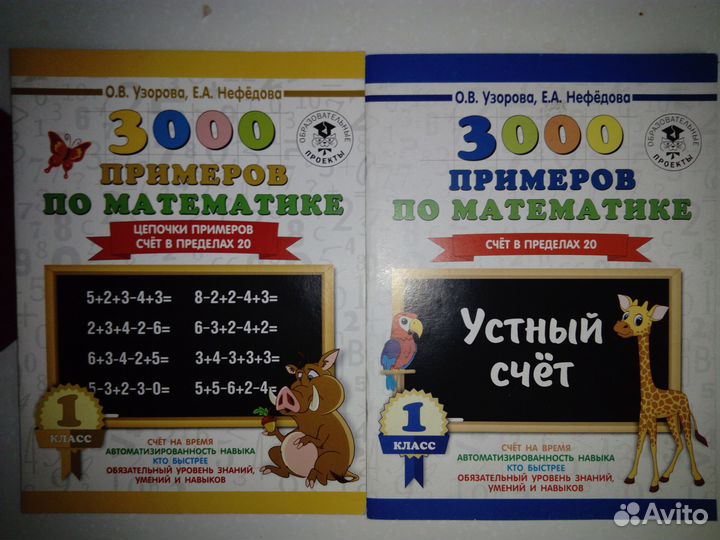 О.В. Узорова, Е.А. Нефёдова
3000
ПРИМЕРОВ
ПО МАТЕМАТИКЕ
ОБРАЗОВАТЕЛЬНЫЕ
ПРОЕКТЫ
ЦЕПОЧКИ ПРИМЕРОВ
СЧЁТ В ПРЕДЕЛАХ 20
5+2+3-4+3= 8-2+2-4+3=
2+3+4-2-6= 6-3+2-4+2=
6+3-4-2+5= 3+4-3+3+3=
5-3+2-3-0= 5+5-6+2-4=
1
КЛАСС
СЧЁТ НА ВРЕМЯ
АВТОМАТИЗИРОВАННОСТЬ НАВЫКА
КТО БЫСТРЕЕ
ОБЯЗАТЕЛЬНЫЙ УРОВЕНЬ ЗНАНИЙ,
УМЕНИЙ И НАВЫКОВ
О.В. Узорова, Е.А. Нефёдова
3000
ПРИМЕРОВ
ПО МАТЕМАТИКЕ
ОБРАЗОВАТЕЛЬНЫЕ
ПРОЕКТЫ
СЧЁТ В ПРЕДЕЛАХ 20
Устный
счёт
1
КЛАСС
СЧЁТ НА ВРЕМЯ
АВТОМАТИЗИРОВАННОСТЬ НАВЫКА
КТО БЫСТРЕЕ
ОБЯЗАТЕЛЬНЫЙ УРОВЕНЬ ЗНАНИЙ,
УМЕНИЙ И НАВЫКОВ
Avito